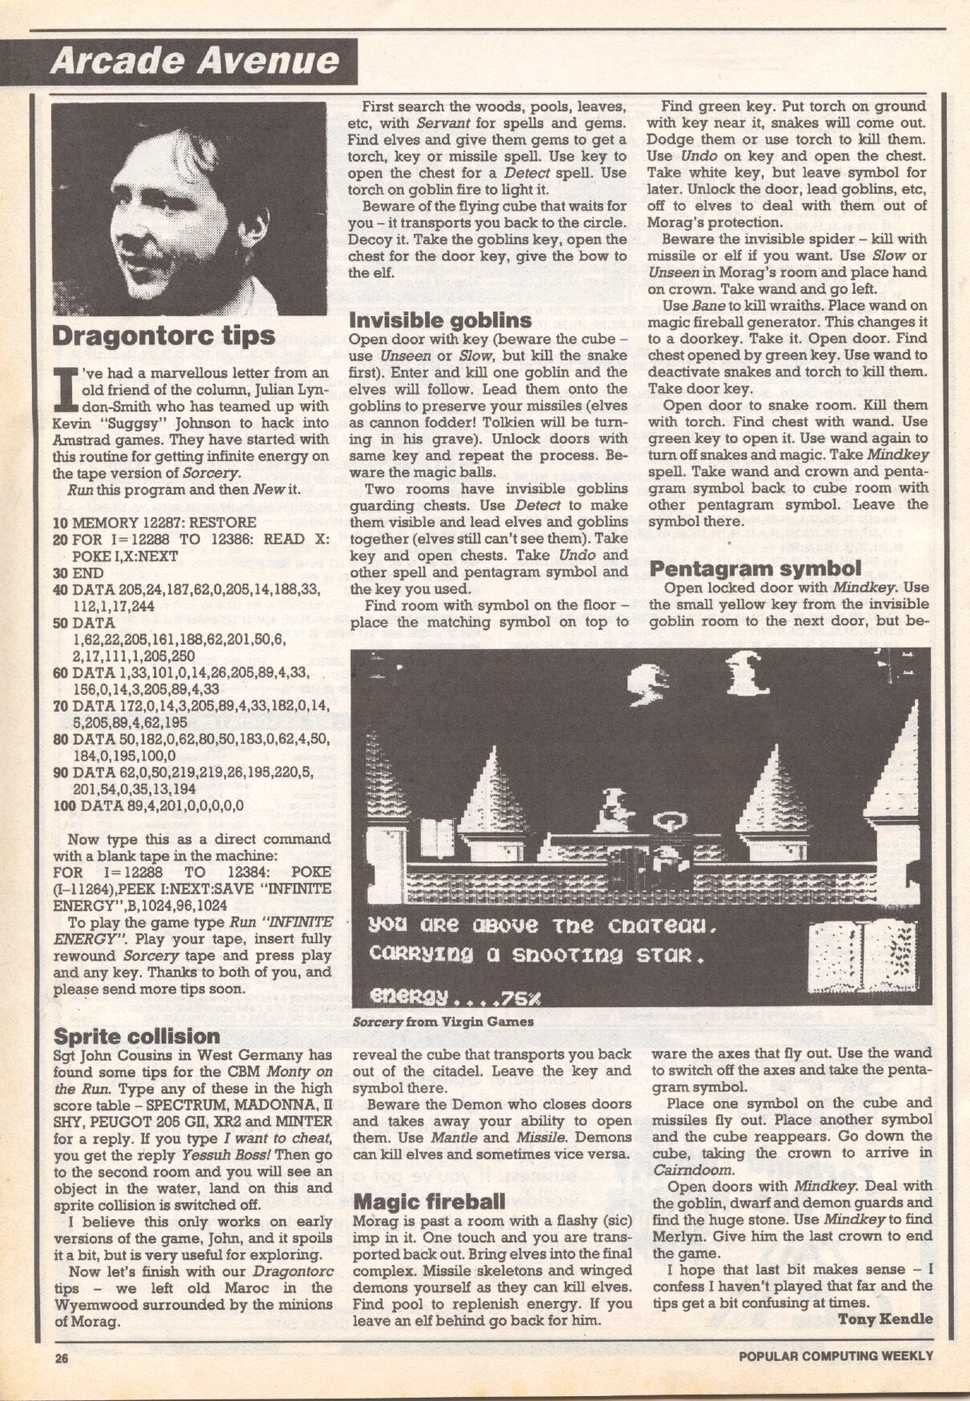 Arcade Avenue
Dragontorc tips
I've had a marvellous letter from an
old friend of the column, Julian Lyn-
don-Smith who has teamed up with
Kevin "Suggsy" Johnson to hack into
Amstrad games. They have started with
this routine for getting infinite energy on
the tape version of Sorcery.
Run this program and then New it.
10 MEMORY 12287: RESTORE
20 FOR I=12288 TO 12386: READ X:
POKE I,X:NEXT
30 END
40 DATA 205,24,187,62,0,205,14,188,33,
112,1,17,244
50 DATA
1,62,22,205,161,188,62,201,50,6,
2,17,111,1,205,250
60 DATA 1,33,101,0,14,26,205,89,4,33,
156,0,14,3,205,89,4,33
70 DATA 172,0,14,3,205,89,4,33,182,0,14,
5,205,89,4,62,195
80 DATA 50,182,0,62,80,50,183,0,62,4,50,
184,0,195,100,0
90 DATA 62,0,50,219,219,26,195,220,5,
201,54,0,35,13,194
100 DATA 89,4,201,0,0,0,0,0
Now type this as a direct command
with a blank tape in the machine:
FOR I=12288 TO 12384: POKE
(I-11264),PEEK I:NEXT:SAVE "INFINITE
ENERGY",B,1024,96,1024
To play the game type Run "INFINITE
ENERGY". Play your tape, insert fully
rewound Sorcery tape and press play
and any key. Thanks to both of you, and
please send more tips soon.
Sprite collision
Sgt John Cousins in West Germany has
found some tips for the CBM Monty on
the Run. Type any of these in the high
score table – SPECTRUM, MADONNA, II
SHY, PEUGOT 205 GII, XR2 and MINTER
for a reply. If you type I want to cheat,
you get the reply Yessuh Boss! Then go
to the second room and you will see an
object in the water, land on this and
sprite collision is switched off.
I believe this only works on early
versions of the game, John, and it spoils
it a bit, but is very useful for exploring.
Now let's finish with our Dragontorc
tips – we left old Maroc in the
Wyemwood surrounded by the minions
of Morag.
First search the woods, pools, leaves,
etc, with Servant for spells and gems.
Find elves and give them gems to get a
torch, key or missile spell. Use key to
open the chest for a Detect spell. Use
torch on goblin fire to light it.
Beware of the flying cube that waits for
you – it transports you back to the circle.
Decoy it. Take the goblins key, open the
chest for the door key, give the bow to
the elf.
Invisible goblins
Open door with key (beware the cube –
use Unseen or Slow, but kill the snake
first). Enter and kill one goblin and the
elves will follow. Lead them onto the
goblins to preserve your missiles (elves
as cannon fodder! Tolkien will be turn-
ing in his grave). Unlock doors with
same key and repeat the process. Be-
ware the magic balls.
Two rooms have invisible goblins
guarding chests. Use Detect to make
them visible and lead elves and goblins
together (elves still can't see them). Take
key and open chests. Take Undo and
other spell and pentagram symbol and
the key you used.
Find room with symbol on the floor –
place the matching symbol on top to
you are above the chateau.
carrying a shooting star.
energy....75%
Sorcery from Virgin Games
reveal the cube that transports you back
out of the citadel. Leave the key and
symbol there.
Beware the Demon who closes doors
and takes away your ability to open
them. Use Mantle and Missile. Demons
can kill elves and sometimes vice versa.
Magic fireball
Morag is past a room with a flashy (sic)
imp in it. One touch and you are trans-
ported back out. Bring elves into the final
complex. Missile skeletons and winged
demons yourself as they can kill elves.
Find pool to replenish energy. If you
leave an elf behind go back for him.
Find green key. Put torch on ground
with key near it, snakes will come out.
Dodge them or use torch to kill them.
Use Undo on key and open the chest.
Take white key, but leave symbol for
later. Unlock the door, lead goblins, etc,
off to elves to deal with them out of
Morag's protection.
Beware the invisible spider – kill with
missile or elf if you want. Use Slow or
Unseen in Morag's room and place hand
on crown. Take wand and go left.
Use Bane to kill wraiths. Place wand on
magic fireball generator. This changes it
to a doorkey. Take it. Open door. Find
chest opened by green key. Use wand to
deactivate snakes and torch to kill them.
Take door key.
Open door to snake room. Kill them
with torch. Find chest with wand. Use
green key to open it. Use wand again to
turn off snakes and magic. Take Mindkey
spell. Take wand and crown and penta-
gram symbol back to cube room with
other pentagram symbol. Leave the
symbol there.
Pentagram symbol
Open locked door with Mindkey. Use
the small yellow key from the invisible
goblin room to the next door, but be-
ware the axes that fly out. Use the wand
to switch off the axes and take the penta-
gram symbol.
Place one symbol on the cube and
missiles fly out. Place another symbol
and the cube reappears. Go down the
cube, taking the crown to arrive in
Cairndoom.
Open doors with Mindkey. Deal with
the goblin, dwarf and demon guards and
find the huge stone. Use Mindkey to find
Merlyn. Give him the last crown to end
the game.
I hope that last bit makes sense – I
confess I haven't played that far and the
tips get a bit confusing at times.
Tony Kendle
26
POPULAR COMPUTING WEEKLY